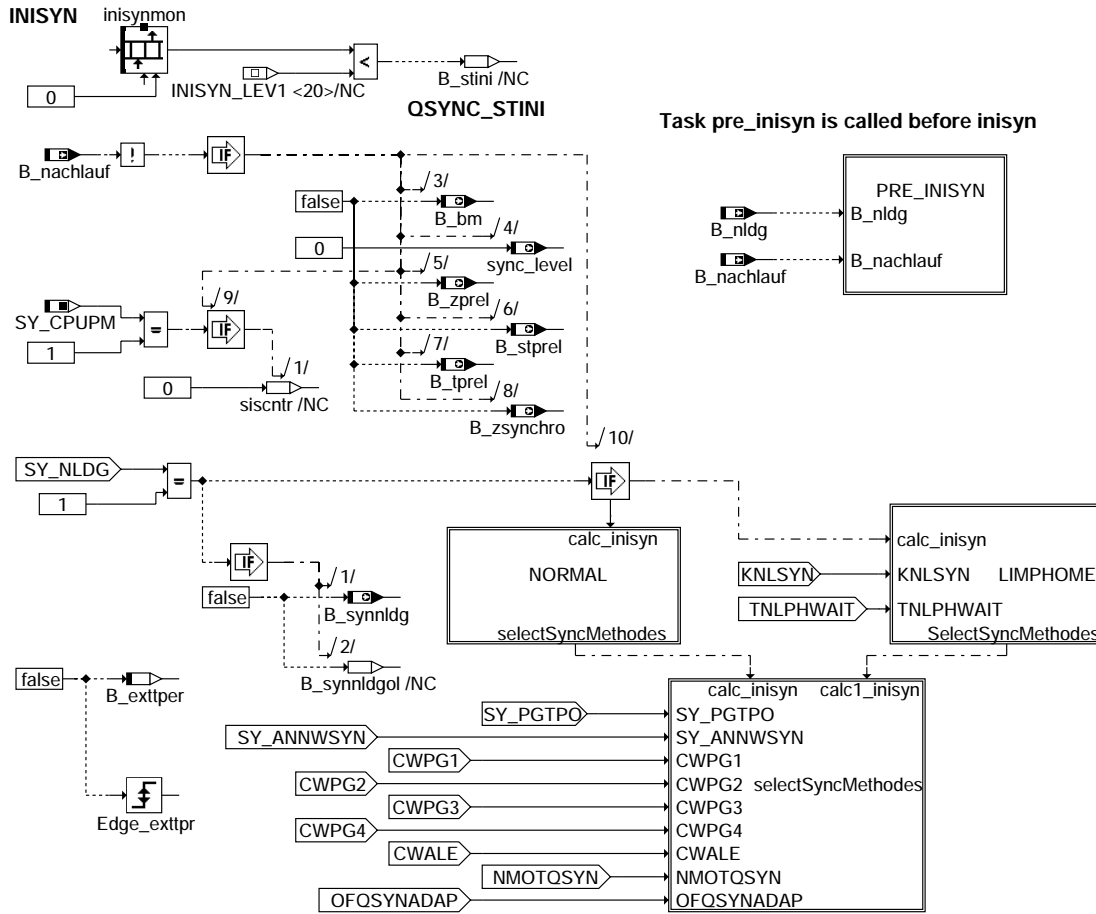 INISYN
inisynmon
0
INISYN_LEV1 <20>/NC
<
B_stini /NC
QSYNC_STINI
Task pre_inisyn is called before inisyn
B_nachlauf
!
IF
/3/
false
B_bm
/4/
0
sync_level
/5/
B_zprel
/6/
B_stprel
/7/
B_tprel
/8/
B_zsynchro
PRE_INISYN
B_nldg
B_nldg
B_nachlauf
B_nachlauf
/9/
SY_CPUPM
=
IF
1
/1/
0
siscntr /NC
/10/
SY_NLDG
=
1
IF
calc_inisyn
NORMAL
selectSyncMethodes
calc_inisyn
KNLSYN
KNLSYN
LIMPHOME
TNLPHWAIT
TNLPHWAIT
SelectSyncMethodes
IF
false
/1/
B_synnldg
/2/
B_synnldgol /NC
false
B_exttper
Edge_exttpr
calc_inisyn
calc1_inisyn
SY_PGTPO
SY_PGTPO
SY_ANNWSYN
SY_ANNWSYN
CWPG1
CWPG1
CWPG2
CWPG2
selectSyncMethodes
CWPG3
CWPG3
CWPG4
CWPG4
CWALE
CWALE
NMOTQSYN
NMOTQSYN
OFQSYNADAP
OFQSYNADAP